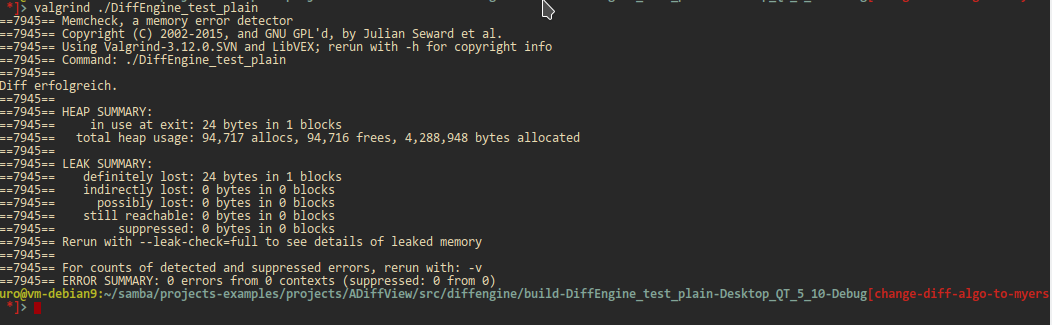 *]> valgrind ./DiffEngine_test_plain
==7945== Memcheck, a memory error detector
==7945== Copyright (C) 2002-2015, and GNU GPL'd, by Julian Seward et al.
==7945== Using Valgrind-3.12.0.SVN and LibVEX; rerun with -h for copyright info
==7945== Command: ./DiffEngine_test_plain
==7945==
Diff erfolgreich.
==7945==
==7945== HEAP SUMMARY:
==7945==     in use at exit: 24 bytes in 1 blocks
==7945==   total heap usage: 94,717 allocs, 94,716 frees, 4,288,948 bytes allocated
==7945==
==7945== LEAK SUMMARY:
==7945==    definitely lost: 24 bytes in 1 blocks
==7945==    indirectly lost: 0 bytes in 0 blocks
==7945==      possibly lost: 0 bytes in 0 blocks
==7945==    still reachable: 0 bytes in 0 blocks
==7945==         suppressed: 0 bytes in 0 blocks
==7945== Rerun with --leak-check=full to see details of leaked memory
==7945==
==7945== For counts of detected and suppressed errors, rerun with: -v
==7945== ERROR SUMMARY: 0 errors from 0 contexts (suppressed: 0 from 0)
uro@vm-debian9:~/samba/projects-examples/projects/ADiffView/src/diffengine/build-DiffEngine_test_plain-Desktop_QT_5_10-Debug[change-diff-algo-to-myers
*]>